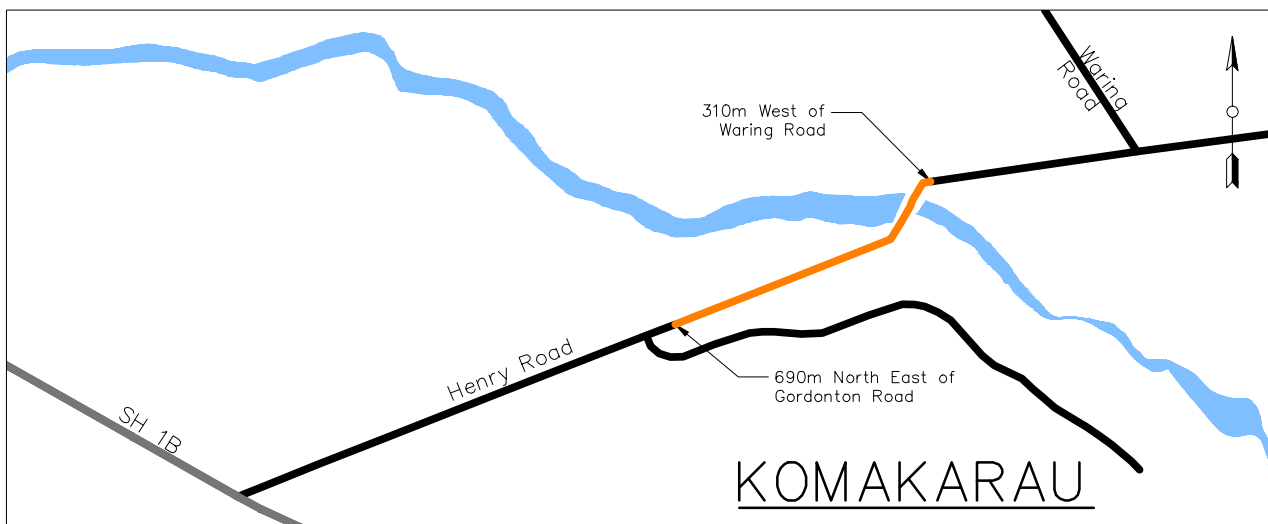 Waring
Road
310m West of
Waring Road
Henry Road
690m North East of
Gordonton Road
SH 1B
KOMAKARAU